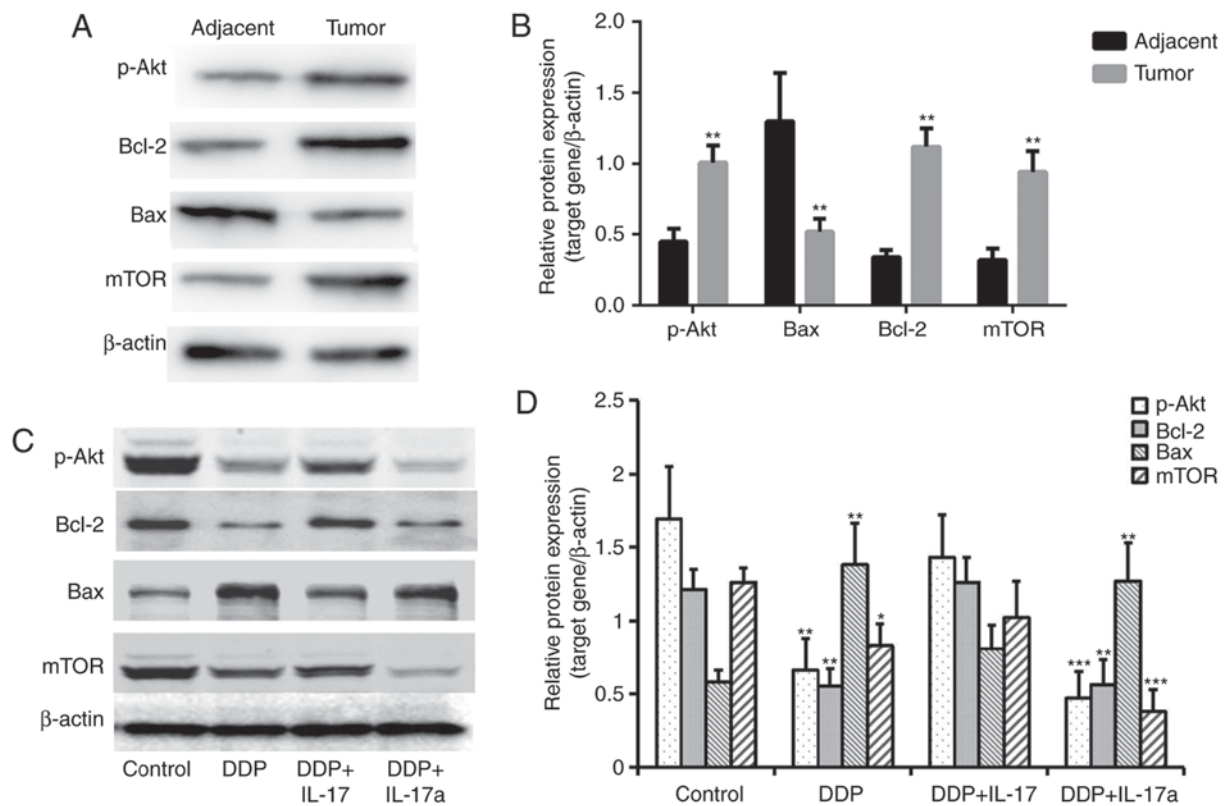 A
Adjacent Tumor
p-Akt
Bcl-2
Bax
mTOR
β-actin
B
Relative protein expression
(target gene/β-actin)
2.0
1.5
1.0
0.5
0.0
**
**
**
**
p-Akt Bax Bcl-2 mTOR
Adjacent
Tumor
C
p-Akt
Bcl-2
Bax
mTOR
β-actin
Control DDP DDP+ DDP+
IL-17 IL-17a
D
Relative protein expression
(target gene/β-actin)
2.5
2
1.5
1
0.5
0
** ** ** *
*** ** ** ***
Control DDP DDP+IL-17 DDP+IL-17a
p-Akt
Bcl-2
Bax
mTOR